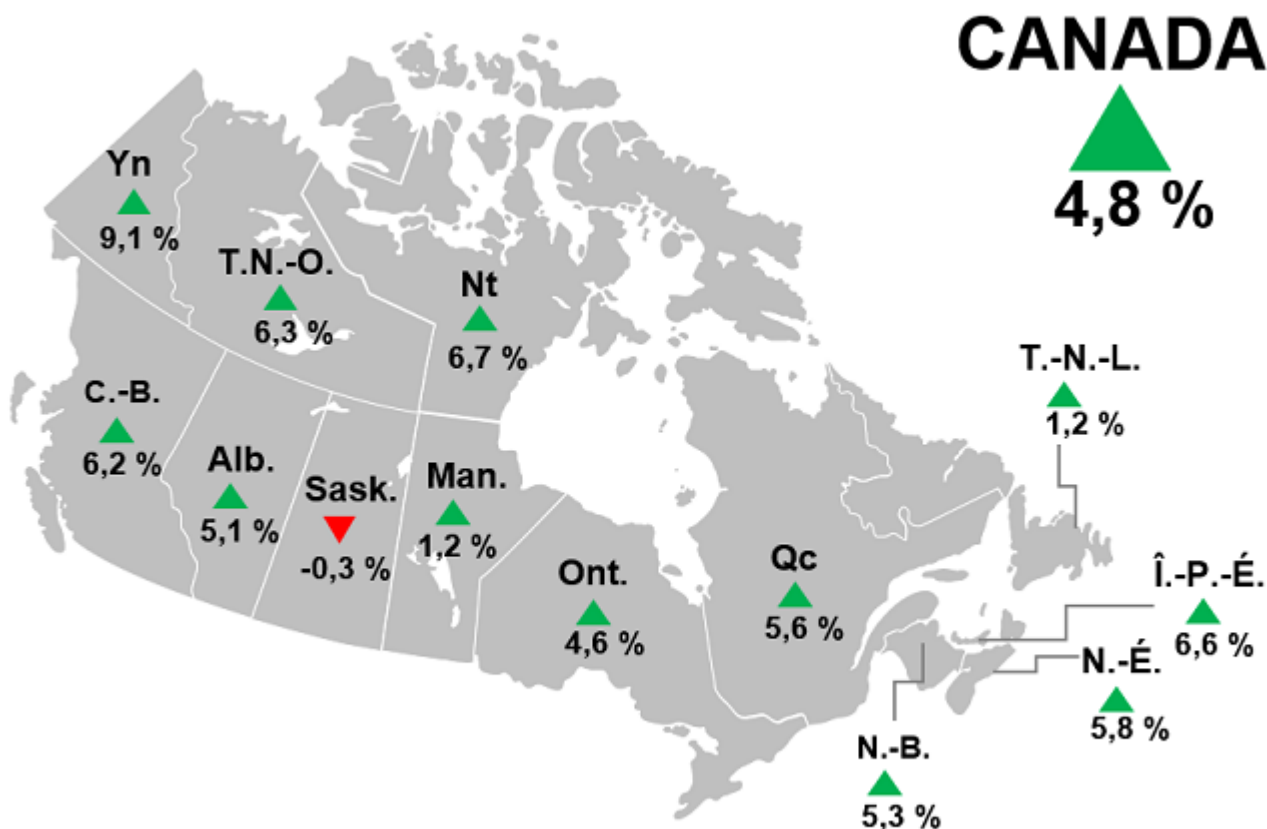 CANADA
4,8 %
Yn
9,1 %
T.N.-O.
6,3 %
Nt
6,7 %
C.-B.
6,2 %
Alb.
5,1 %
Sask.
-0,3 %
Man.
1,2 %
Ont.
4,6 %
Qc
5,6 %
T.-N.-L.
1,2 %
Î.-P.-É.
6,6 %
N.-É.
5,8 %
N.-B.
5,3 %